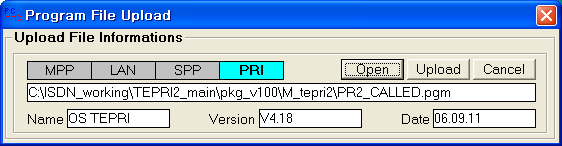 Program File Upload
Upload File Informations
MPP LAN SPP PRI Open Upload Cancel
C:\ISDN_working\TEPRI2_main\pkg_v100\M_tepri2\PR2_CALLED.pgm
Name OS TEPRI Version V4.18 Date 06.09.11